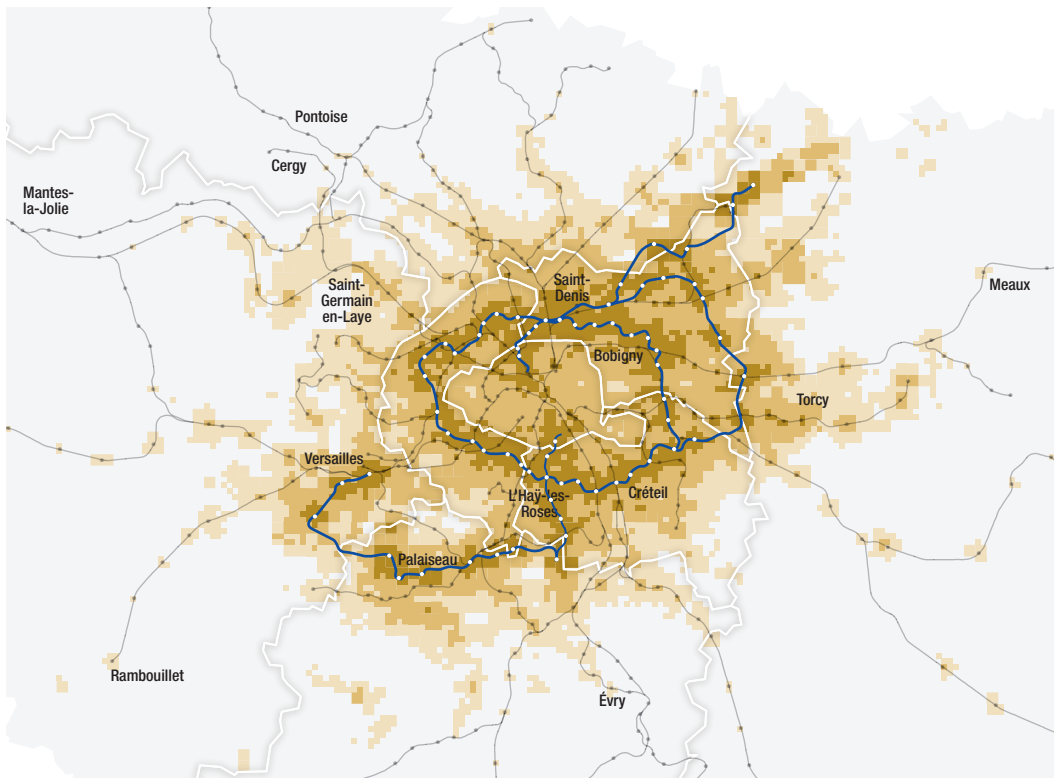 Pontoise
Cergy
Mantes-
la-Jolie
Saint-
Germain
en-Laye
Saint-
Denis
Meaux
Bobigny
Torcy
Versailles
L'Haÿ-les-
Roses
Créteil
Palaiseau
Rambouillet
Évry